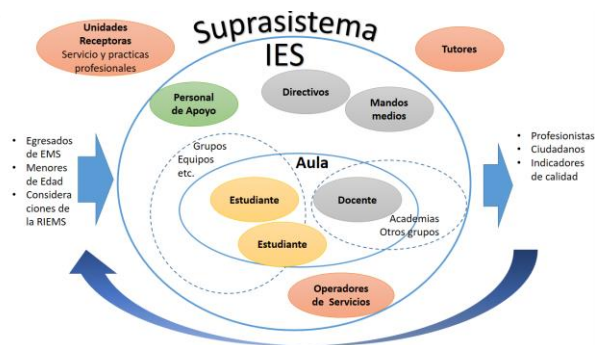 Suprasistema
IES
Unidades
Receptoras
Servicio y practicas
profesionales
Tutores
Directivos
Personal
de Apoyo
Mandos
medios
• Egresados
de EMS
• Menores
de Edad
• Considera
ciones de
la RIEMS
Grupos
Equipos
etc.
Aula
Estudiante
Docente
Estudiante
Academias
Otros grupos
Operadores
de Servicios
• Profesionistas
• Ciudadanos
• Indicadores
de calidad